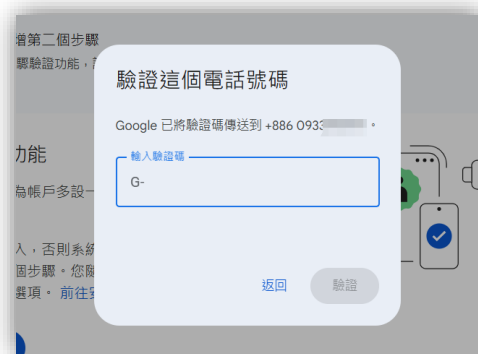 增第二個步驟
驟驗證功能，
驗證這個電話號碼
Google 已將驗證碼傳送到 +886 0933 。
輸入驗證碼
G-
功能
為帳戶多設一
入，否則系統
個步驟。您隨
選項。 前往安
返回
驗證